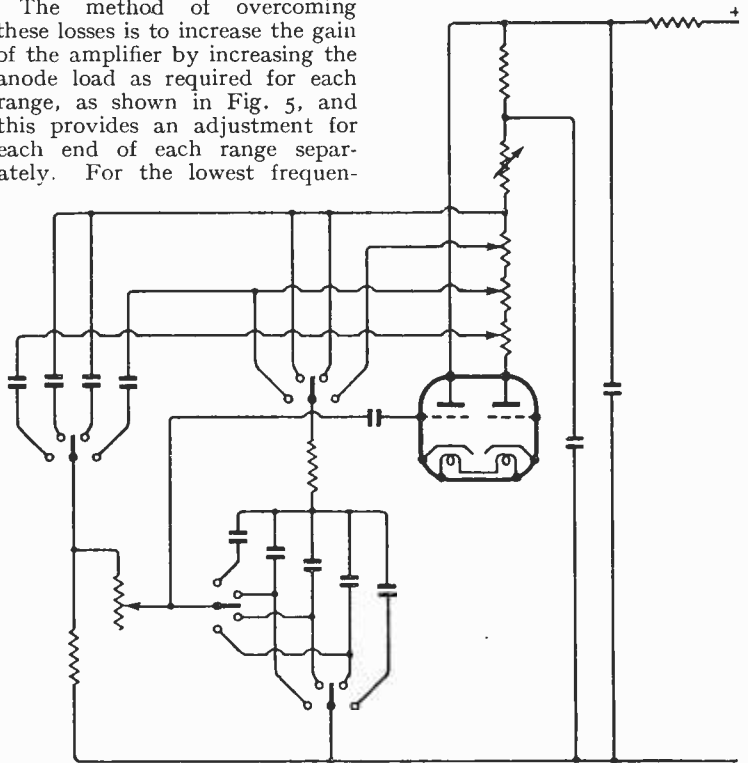 The method of overcoming
these losses is to increase the gain
of the amplifier by increasing the
anode load as required for each
range, as shown in Fig. 5, and
this provides an adjustment for
each end of each range separ-
ately. For the lowest frequen-
+